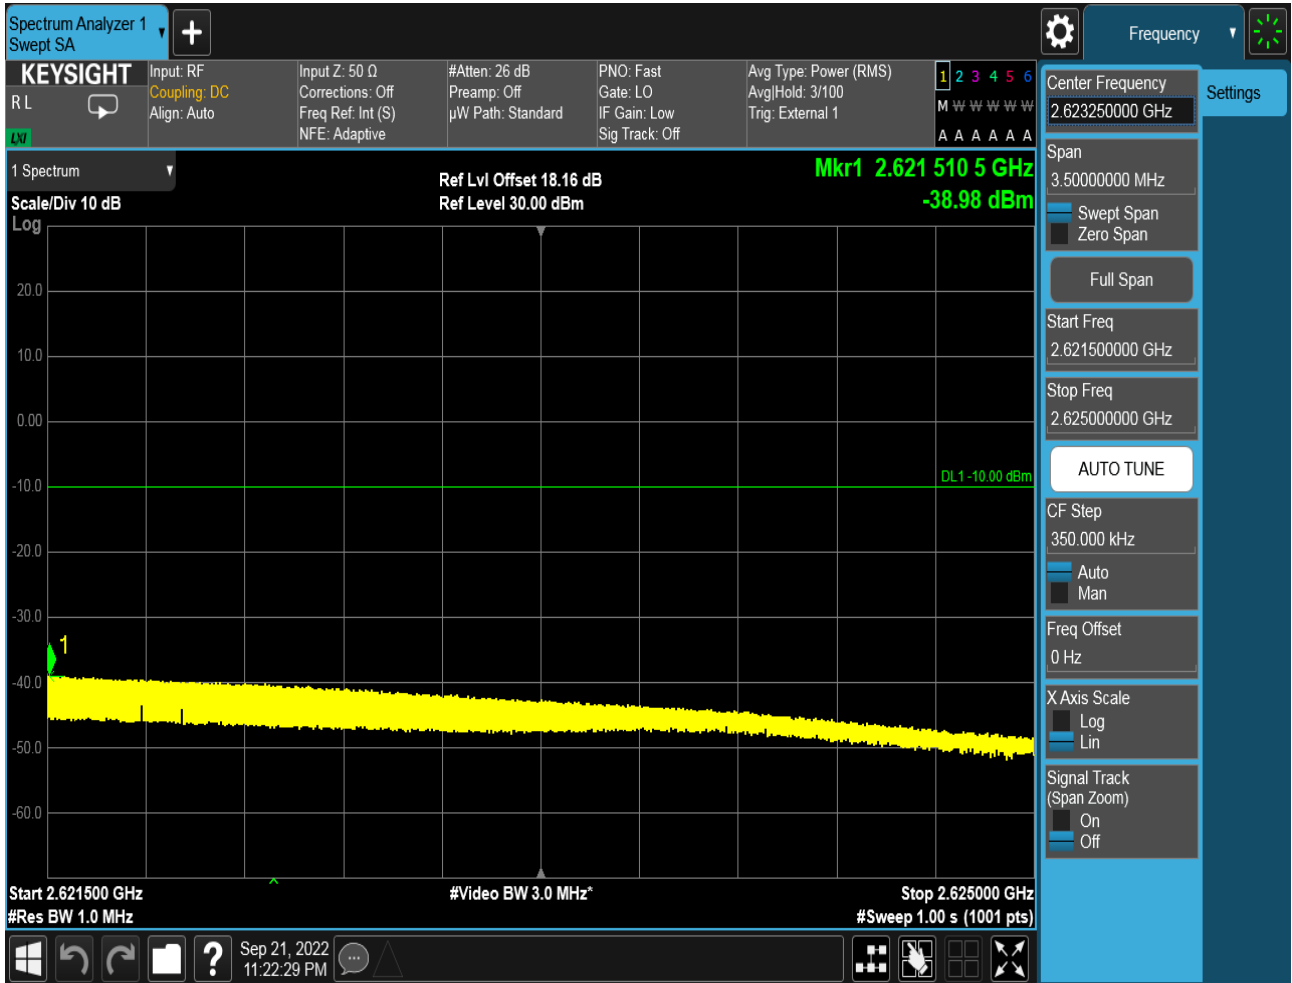 Spectrum Analyzer 1
Swept SA
Frequency
KEYSIGHT
R L
LXI
Input: RF
Coupling: DC
Align: Auto
Input Z: 50 Ω
Corrections: Off
Freq Ref: Int (S)
NFE: Adaptive
#Atten: 26 dB
Preamp: Off
µW Path: Standard
PNO: Fast
Gate: LO
IF Gain: Low
Sig Track: Off
Avg Type: Power (RMS)
Avg|Hold: 3/100
Trig: External 1
1 2 3 4 5 6
M W W W W W
A A A A A A
1 Spectrum
Scale/Div 10 dB
Log
Ref Lvl Offset 18.16 dB
Ref Level 30.00 dBm
Mkr1 2.621 510 5 GHz
-38.98 dBm
20.0
10.0
0.00
-10.0
-20.0
-30.0
-40.0
-50.0
-60.0
DL1 -10.00 dBm
1
Start 2.621500 GHz
#Res BW 1.0 MHz
#Video BW 3.0 MHz*
Stop 2.625000 GHz
#Sweep 1.00 s (1001 pts)
Center Frequency
2.623250000 GHz
Span
3.50000000 MHz
Swept Span
Zero Span
Full Span
Start Freq
2.621500000 GHz
Stop Freq
2.625000000 GHz
AUTO TUNE
CF Step
350.000 kHz
Auto
Man
Freq Offset
0 Hz
X Axis Scale
Log
Lin
Signal Track
(Span Zoom)
On
Off
Settings
?
Sep 21, 2022
11:22:29 PM